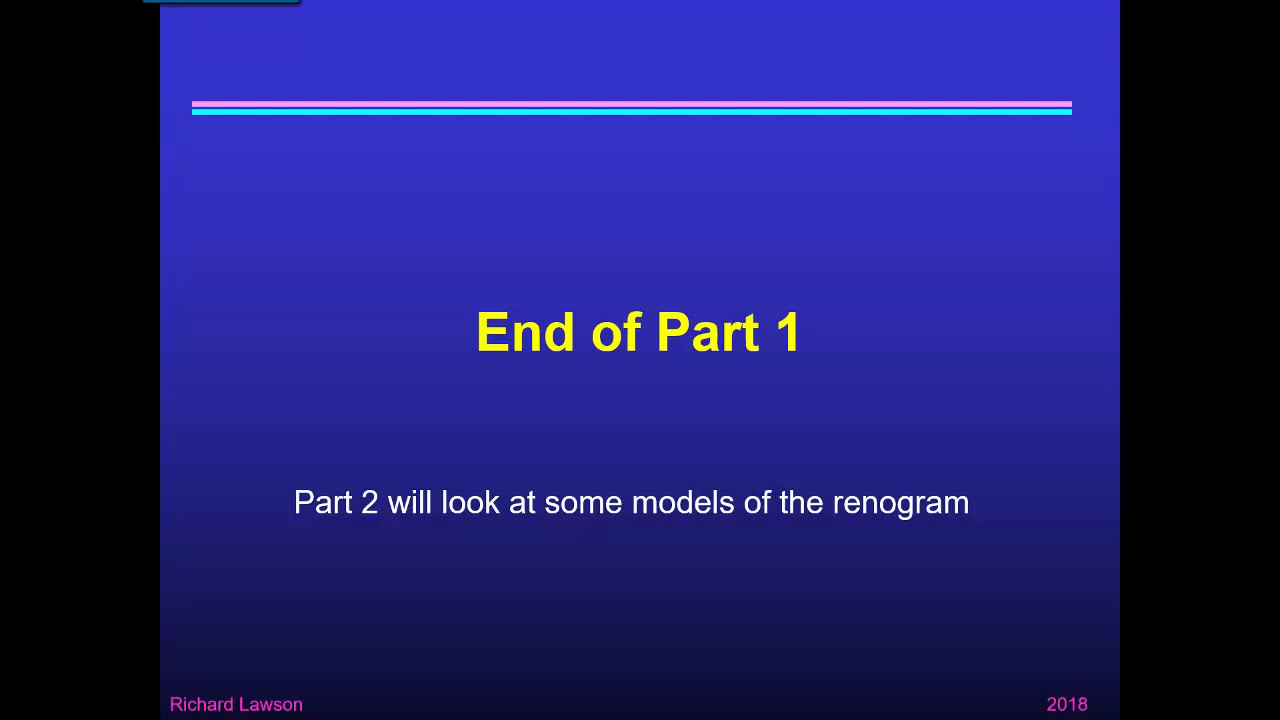 End of Part 1
Part 2 will look at some models of the renogram
Richard Lawson
2018